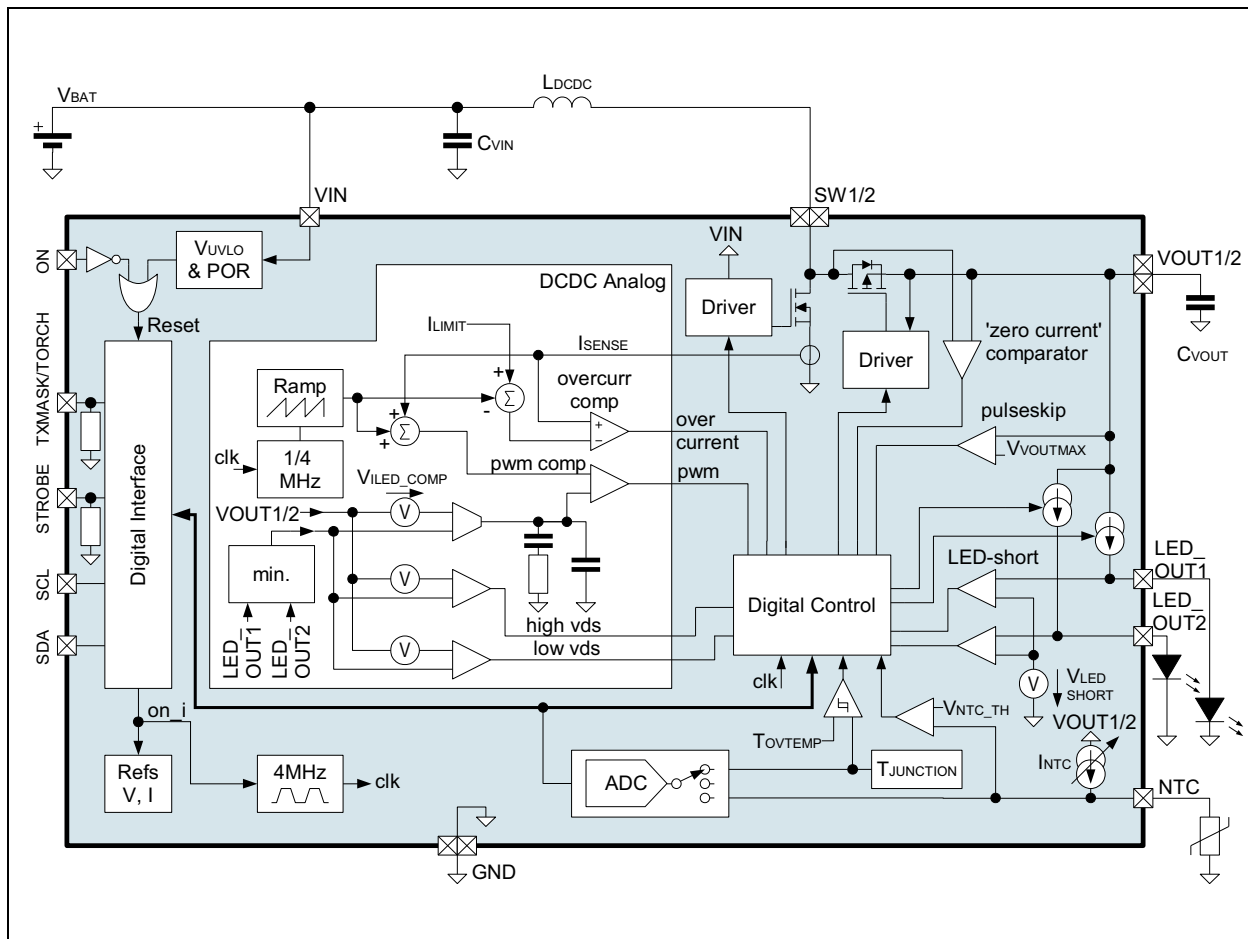 LDCDC
VBAT
+
CVIN
VIN
SW1/2
ON
VUVLO
& POR
VIN
VOUT1/2
DCDC Analog
Driver
Reset
ILIMIT
ISENSE
Driver
'zero current'
comparator
CVOUT
TXMASK/TORCH
Ramp
+
+
Σ
-
+
Σ
overcurr
comp
+
−
over
current
pulseskip
VVOUTMAX
clk
1/4
MHz
+
pwm comp
pwm
STROBE
Digital Interface
VILED_COMP
VOUT1/2
V
min.
V
LED_
OUT1
LED_
OUT2
V
high vds
low vds
Digital Control
LED-short
LED_
OUT1
LED_
OUT2
SCL
SDA
clk
V
VLED
SHORT
VNTC_TH
VOUT1/2
TOVTEMP
on_i
Refs
V, I
4MHz
clk
ADC
TJUNCTION
INTC
NTC
GND